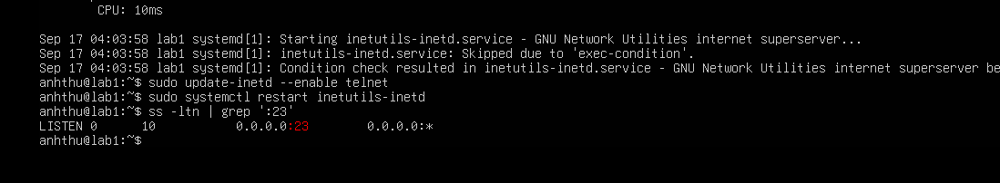 CPU: 10ms
Sep 17 04:03:58 lab1 systemd[1]: Starting inetutils-inetd.service - GNU Network Utilities internet superserver...
Sep 17 04:03:58 lab1 systemd[1]: inetutils-inetd.service: Skipped due to 'exec-condition'.
Sep 17 04:03:58 lab1 systemd[1]: Condition check resulted in inetutils-inetd.service - GNU Network Utilities internet superserver be
anhthu@lab1:~$ sudo update-inetd --enable telnet
anhthu@lab1:~$ sudo systemctl restart inetutils-inetd
anhthu@lab1:~$ ss -ltn | grep ':23'
LISTEN 0      10           0.0.0.0:23        0.0.0.0:*
anhthu@lab1:~$